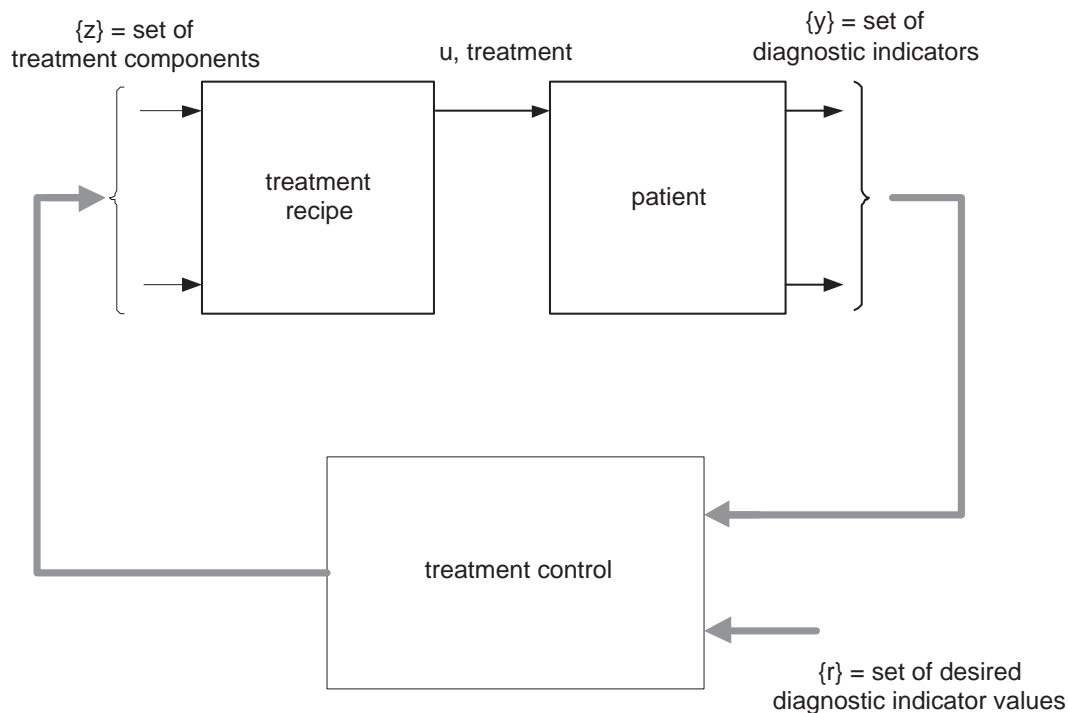 {z} = set of
treatment components
u, treatment
{y} = set of
diagnostic indicators
treatment
recipe
patient
treatment control
{r} = set of desired
diagnostic indicator values